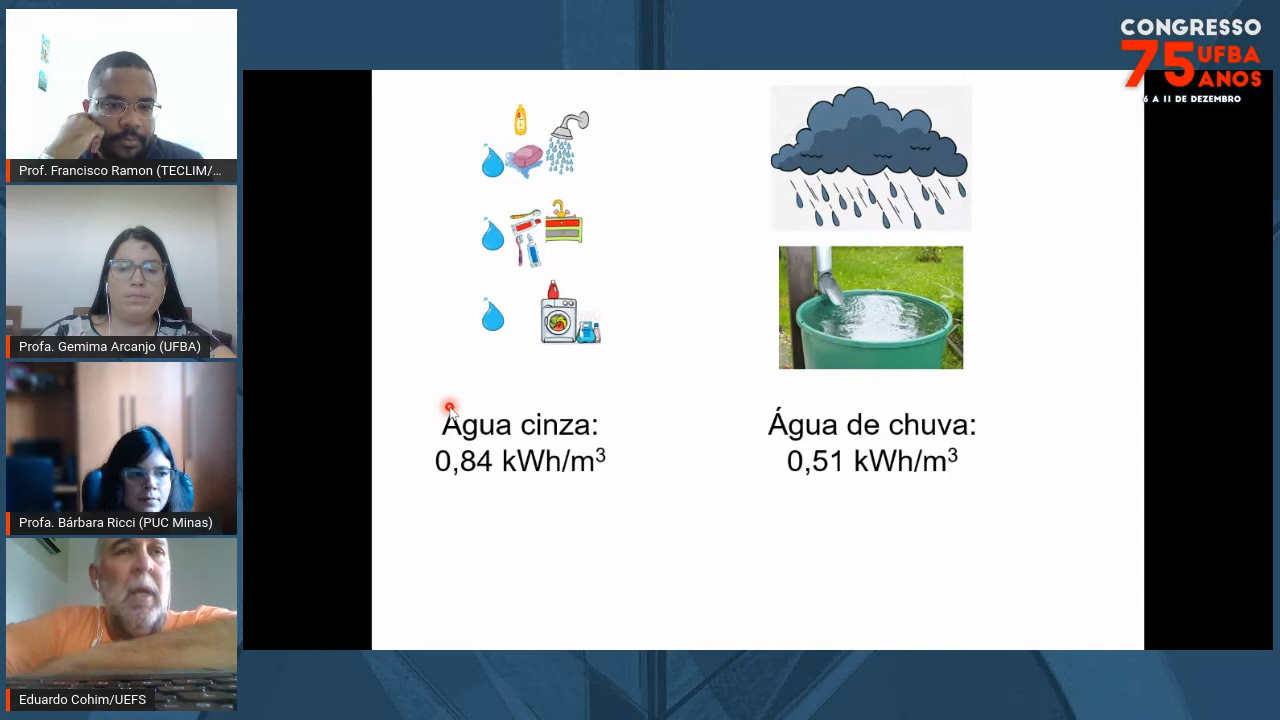 CONGRESSO
75 UFBA
ANOS
6 A 11 DE DEZEMBRO
Prof. Francisco Ramon (TECLIM/...
Profa. Gemima Arcanjo (UFBA)
Profa. Bárbara Ricci (PUC Minas)
Eduardo Cohim/UEFS
Água cinza:
0,84 kWh/m³
Água de chuva:
0,51 kWh/m³